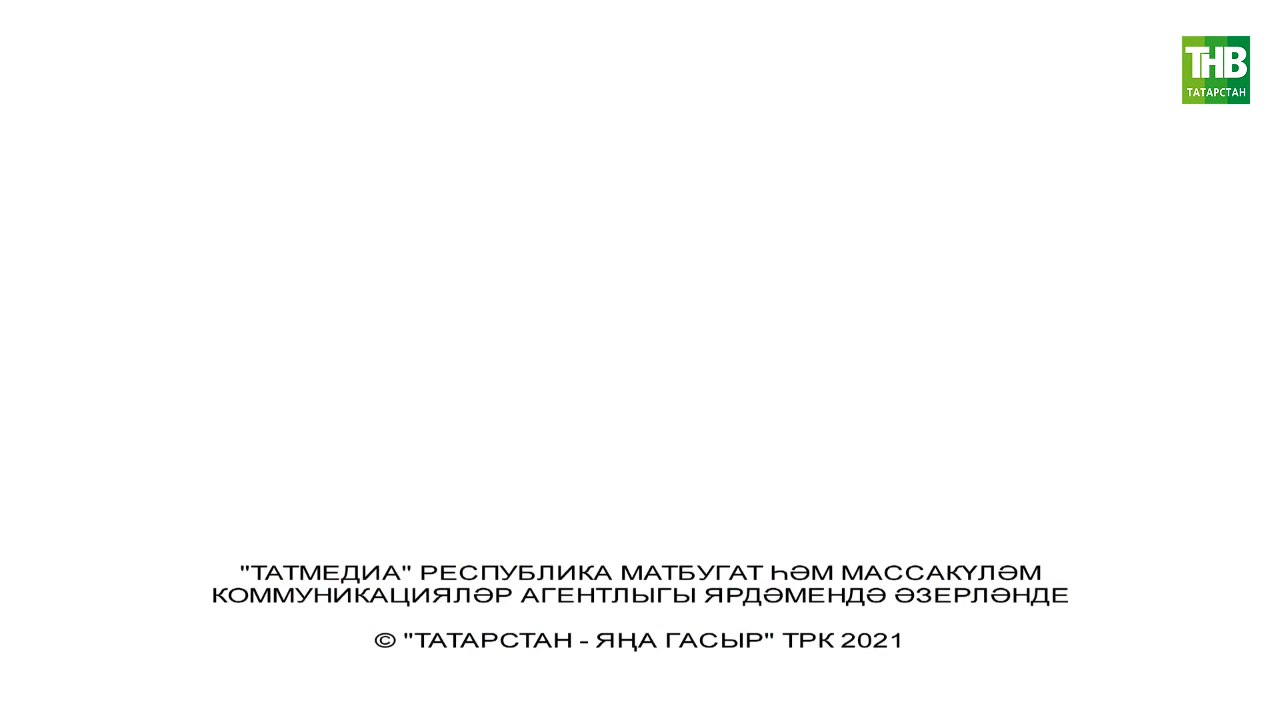 ТНВ
ТАТАРСТАН
"ТАТМЕДИА" РЕСПУБЛИКА МАТБУГАТ ҺӘМ МАССАКҮЛӘМ
КОММУНИКАЦИЯЛӘР АГЕНТЛЫГЫ ЯРДӘМЕНДӘ ӘЗЕРЛӘНДЕ
© "ТАТАРСТАН - ЯҢА ГАСЫР" ТРК 2021